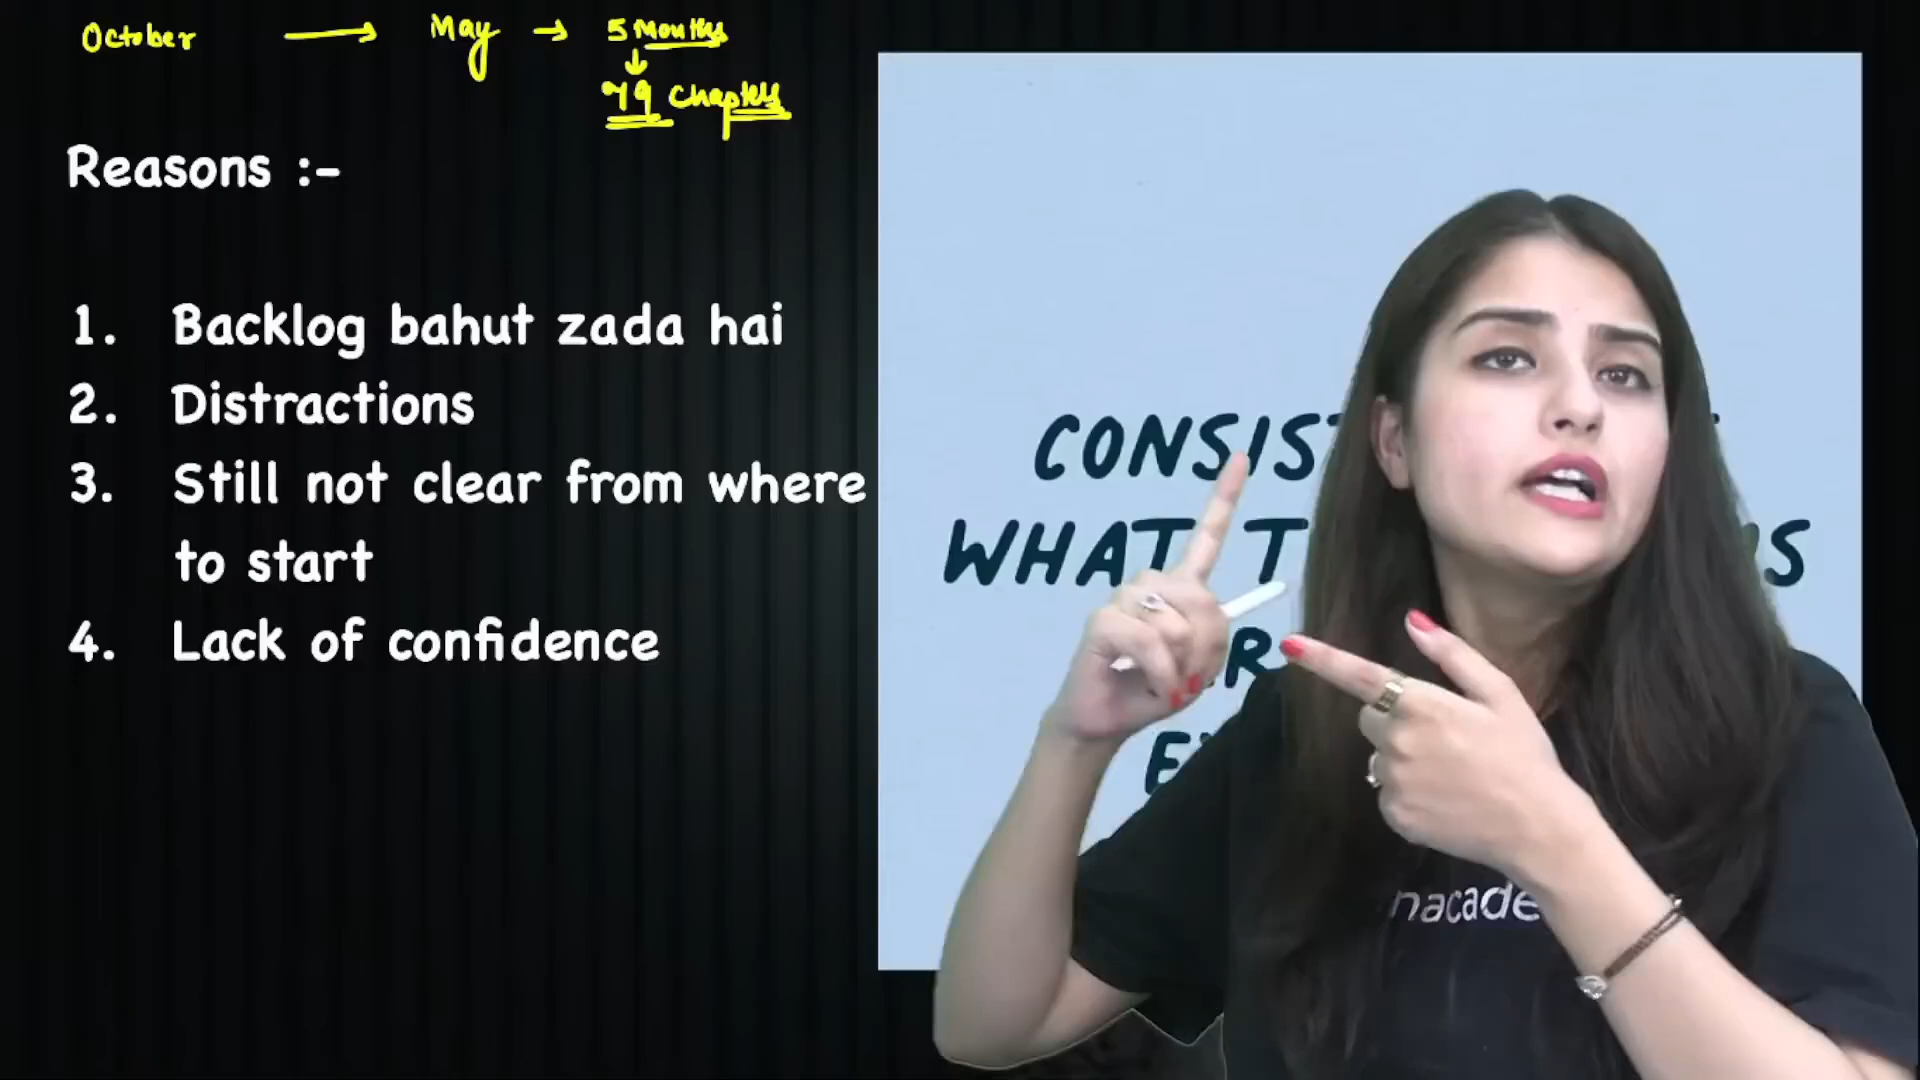 October → May → 5 Months
↓
79 Chapters
Reasons :-
1. Backlog bahut zada hai
2. Distractions
3. Still not clear from where
to start
4. Lack of confidence
CONSIS
WHAT T S
R
E
nacade